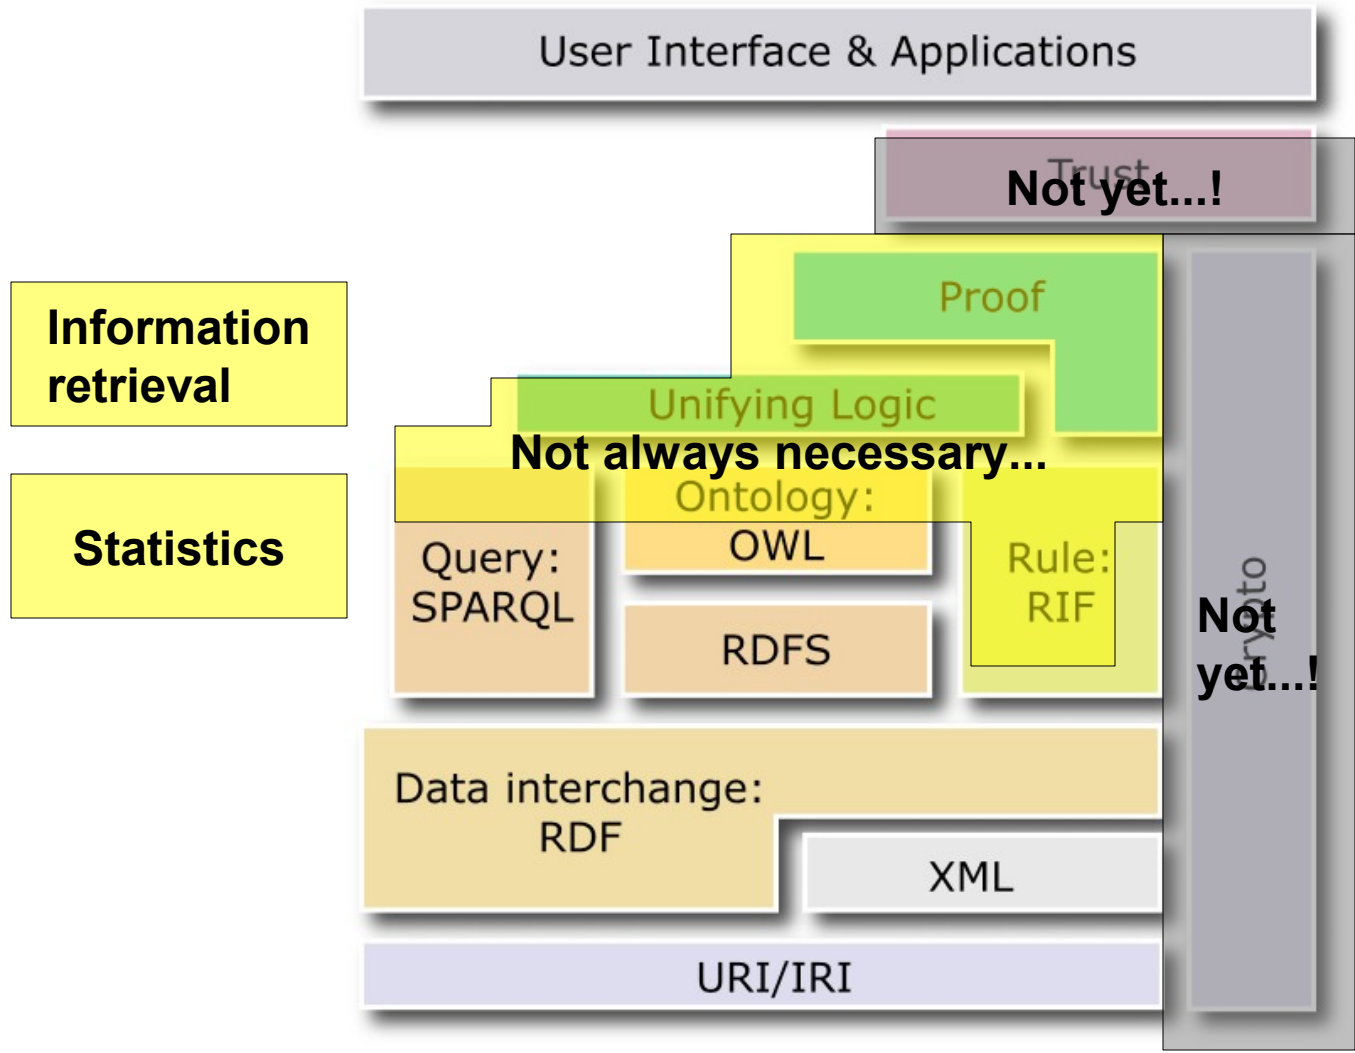 User Interface & Applications
Trust
Not yet...!
Information
retrieval
Proof
Unifying Logic
Not always necessary...
Statistics
Query:
SPARQL
Ontology:
OWL
RDFS
Rule:
RIF
Crypto
Not
yet...!
Data interchange:
RDF
XML
URI/IRI